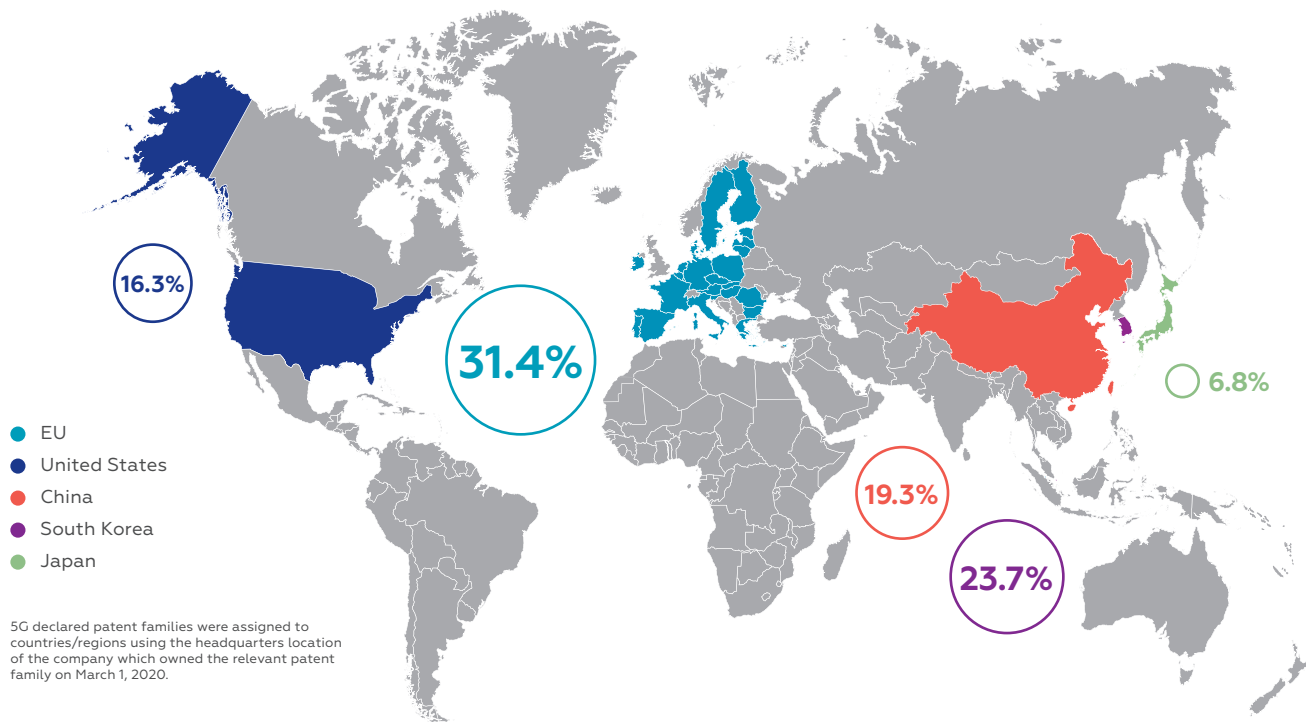 16.3%
31.4%
6.8%
19.3%
23.7%
EU
United States
China
South Korea
Japan
5G declared patent families were assigned to
countries/regions using the headquarters location
of the company which owned the relevant patent
family on March 1, 2020.